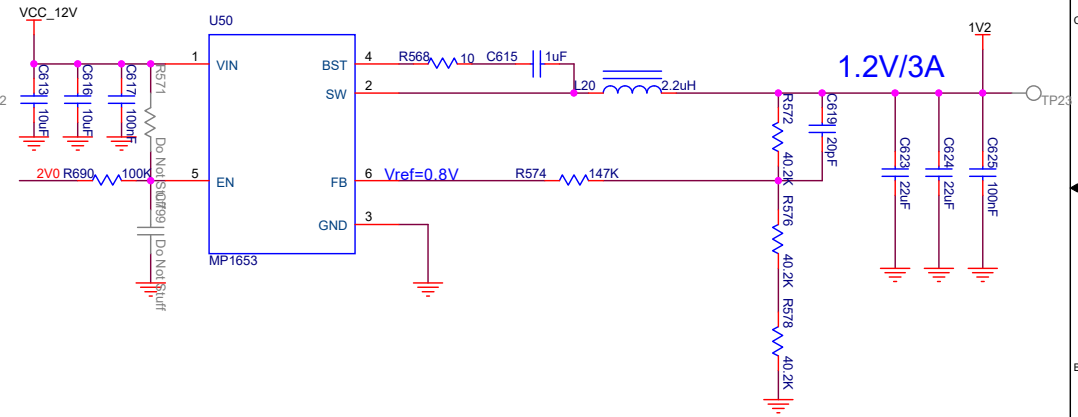 VCC_12V
U50
1
VIN
BST
4
R568
10
C615
1uF
1V2
1.2V/3A
SW
2
L20
2.2uH
TP23
C613
10uF
C616
10uF
C617
100nF
R571
Do Not Stuff
R572
40.2K
C619
20pF
C623
22uF
C624
22uF
C625
100nF
2V0
R690
100K
5
EN
FB
6
Vref=0.8V
R574
147K
R576
40.2K
GND
3
Do Not Stuff
MP1653
R578
40.2K
2